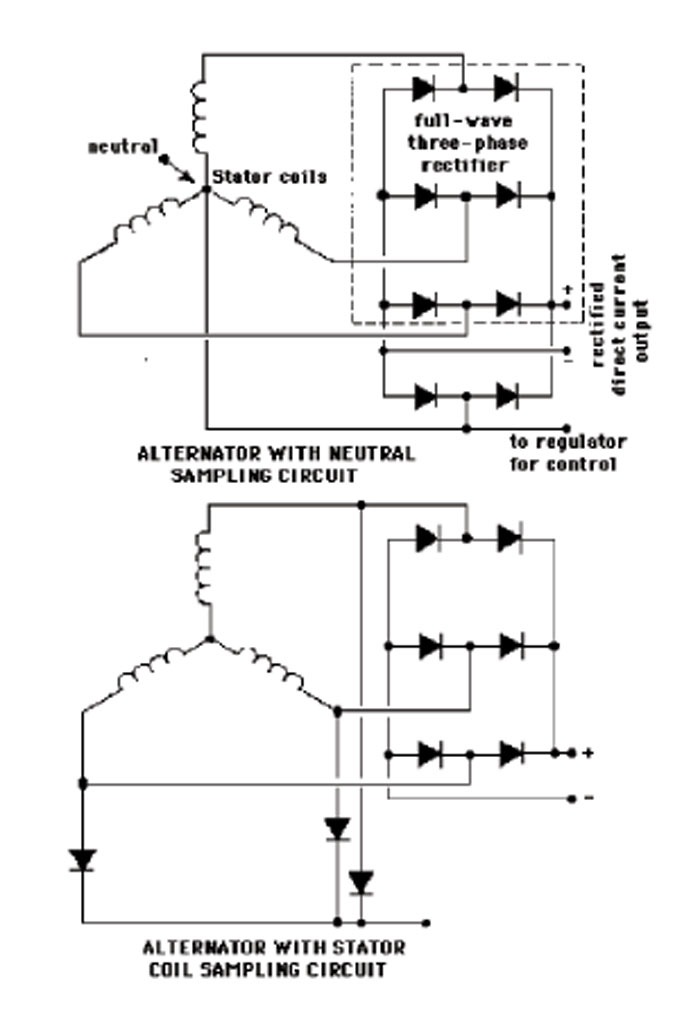 neutral
Stator coils
full-wave
three-phase
rectifier
+
-
rectified
direct current
output
to regulator
for control
ALTERNATOR WITH NEUTRAL
SAMPLING CIRCUIT
+
-
ALTERNATOR WITH STATOR
COIL SAMPLING CIRCUIT